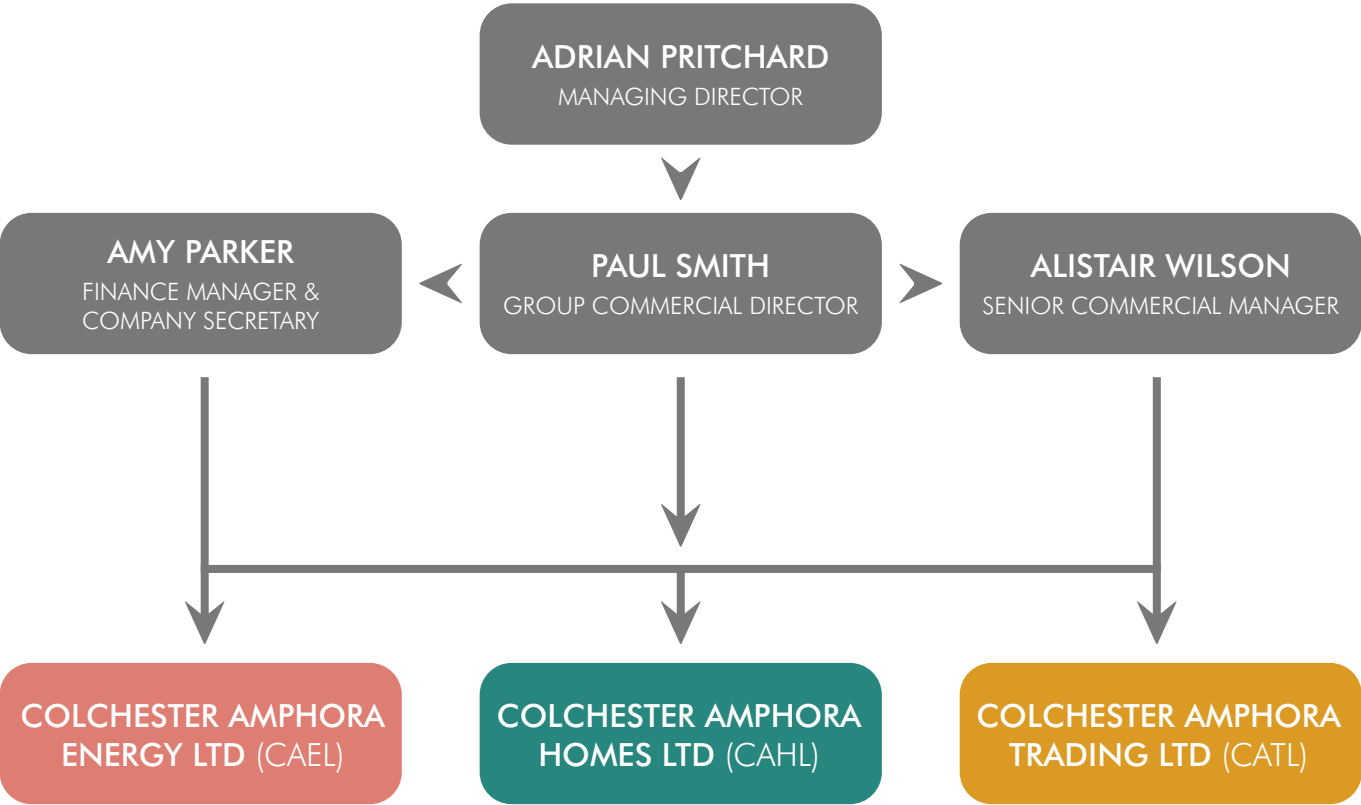 ADRIAN PRITCHARD
MANAGING DIRECTOR
AMY PARKER
FINANCE MANAGER &
COMPANY SECRETARY
PAUL SMITH
GROUP COMMERCIAL DIRECTOR
ALISTAIR WILSON
SENIOR COMMERCIAL MANAGER
COLCHESTER AMPHORA
ENERGY LTD (CAEL)
COLCHESTER AMPHORA
HOMES LTD (CAHL)
COLCHESTER AMPHORA
TRADING LTD (CATL)